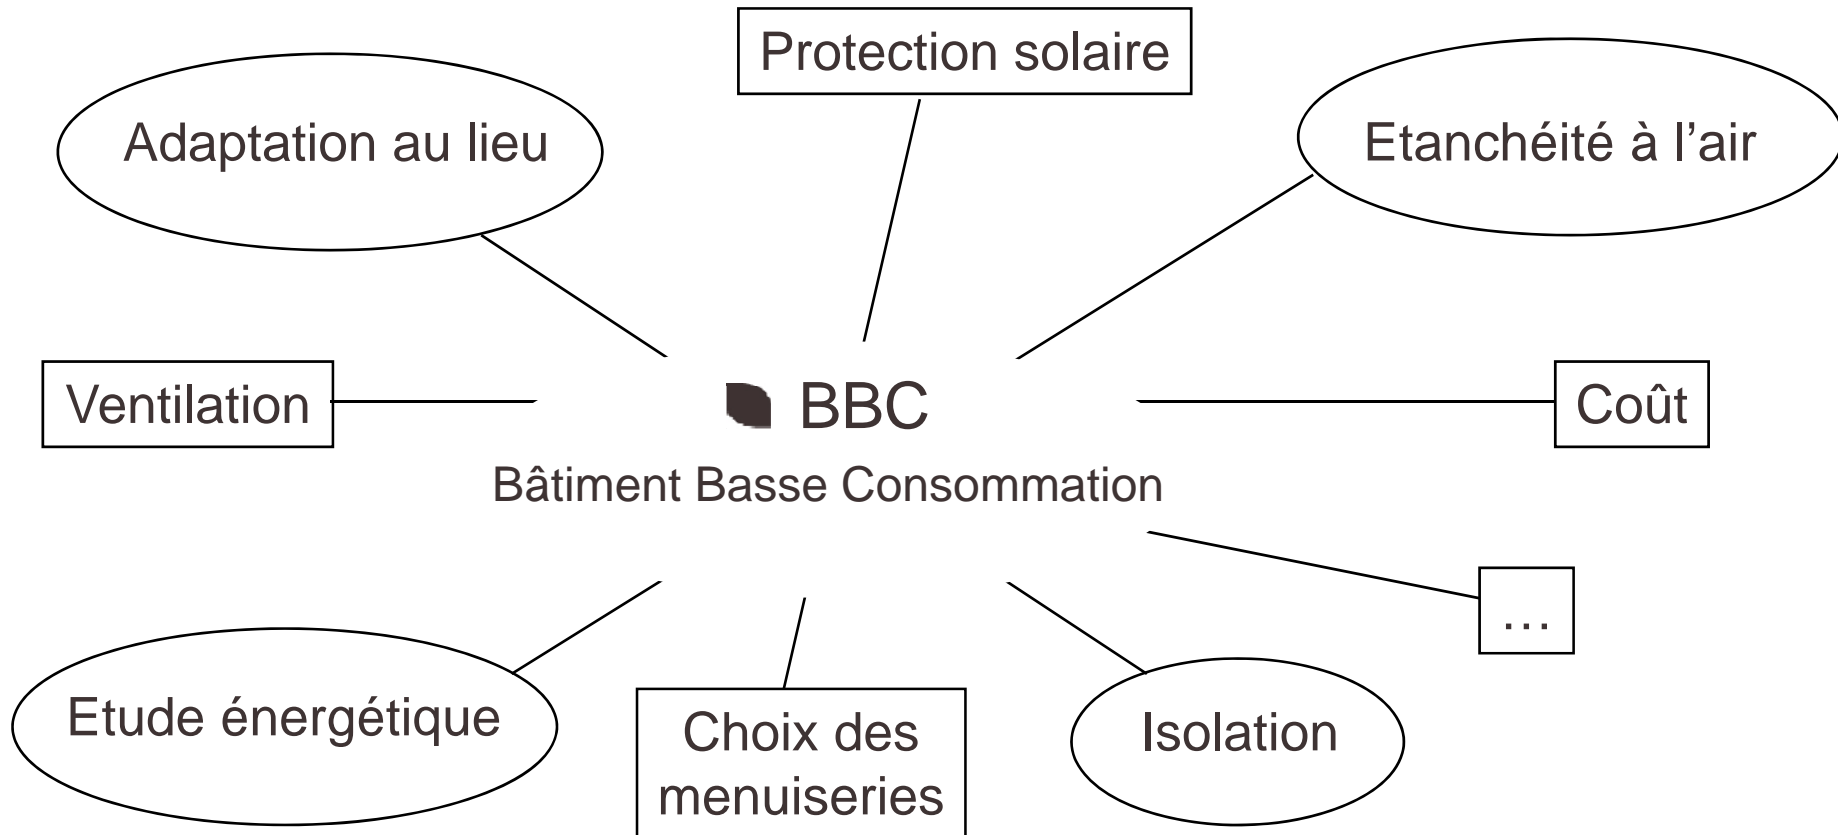 Protection solaire
Adaptation au lieu
Etanchéité à l’air
Ventilation
BBC
Coût
Bâtiment Basse Consommation
…
Etude énergétique
Choix des
menuiseries
Isolation